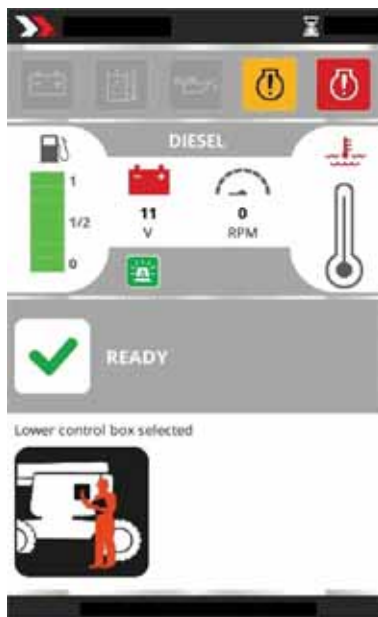 DIESEL
1
1/2
0
11
V
0
RPM
READY
Lower control box selected